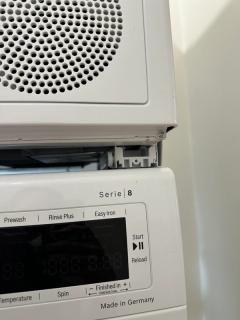 Serie | 8
Prewash Rinse Plus Easy Iron
Start
Reload
Temperature Spin − Finished in +
Made in Germany